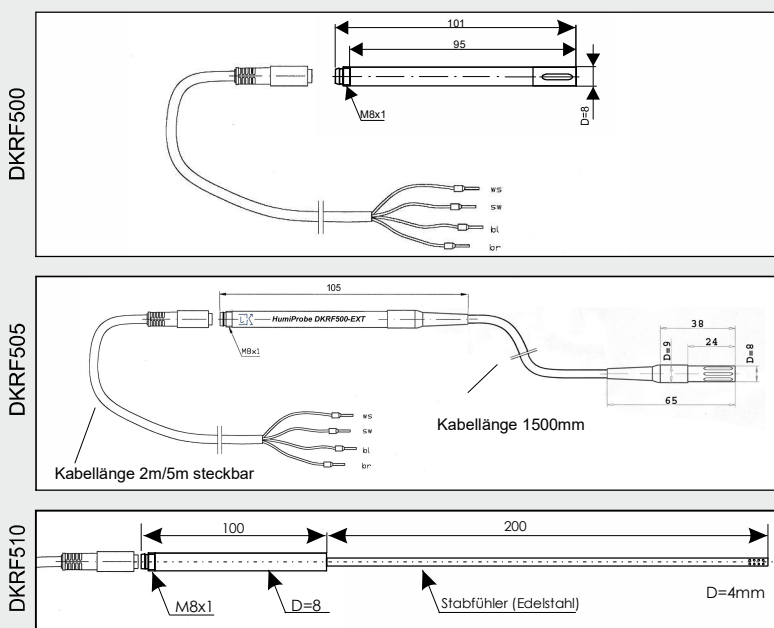 DKRF500
101
95
M8x1
D=8
ws
sw
bl
br
DKRF505
105
HumiProbe DKRF500-EXT
M8x1
38
24
D=9
D=8
65
ws
sw
bl
br
Kabellänge 1500mm
Kabellänge 2m/5m steckbar
DKRF510
100
200
M8x1
D=8
Stabfühler (Edelstahl)
D=4mm